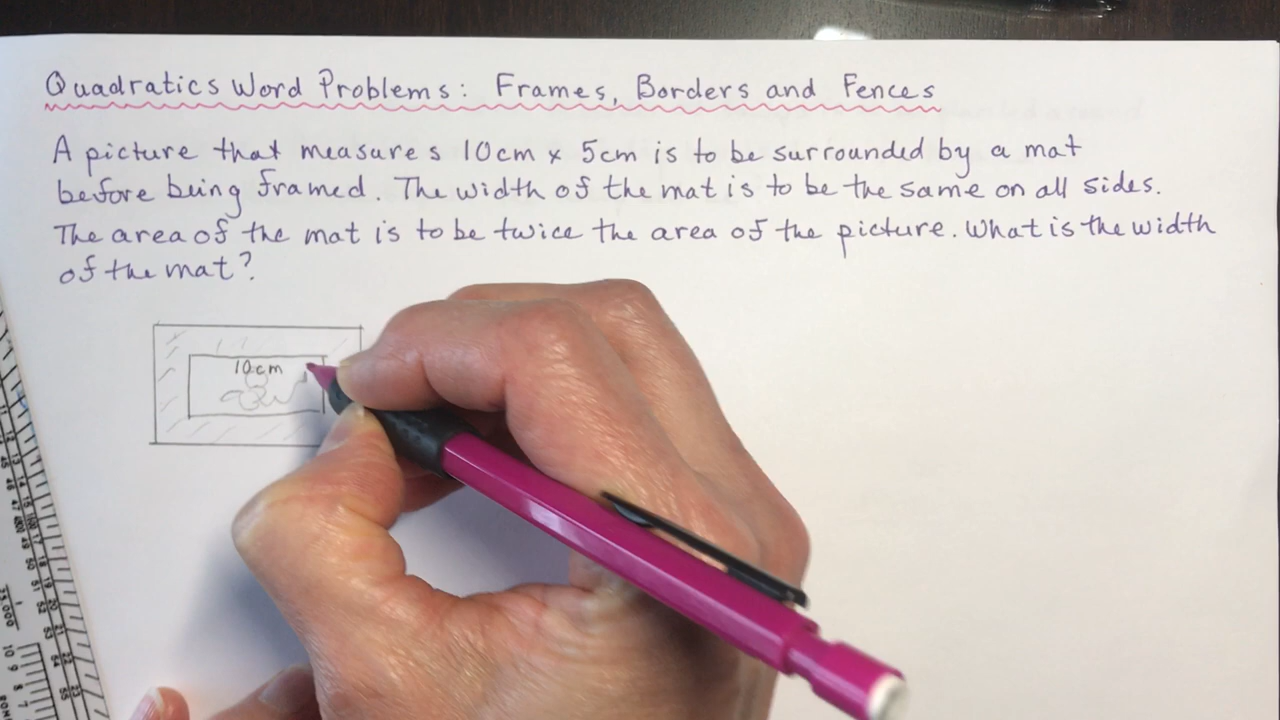 Quadratics Word Problems: Frames, Borders and Fences
A picture that measures 10cm x 5cm is to be surrounded by a mat
before being framed. The width of the mat is to be the same on all sides.
The area of the mat is to be twice the area of the picture. What is the width
of the mat?
10cm